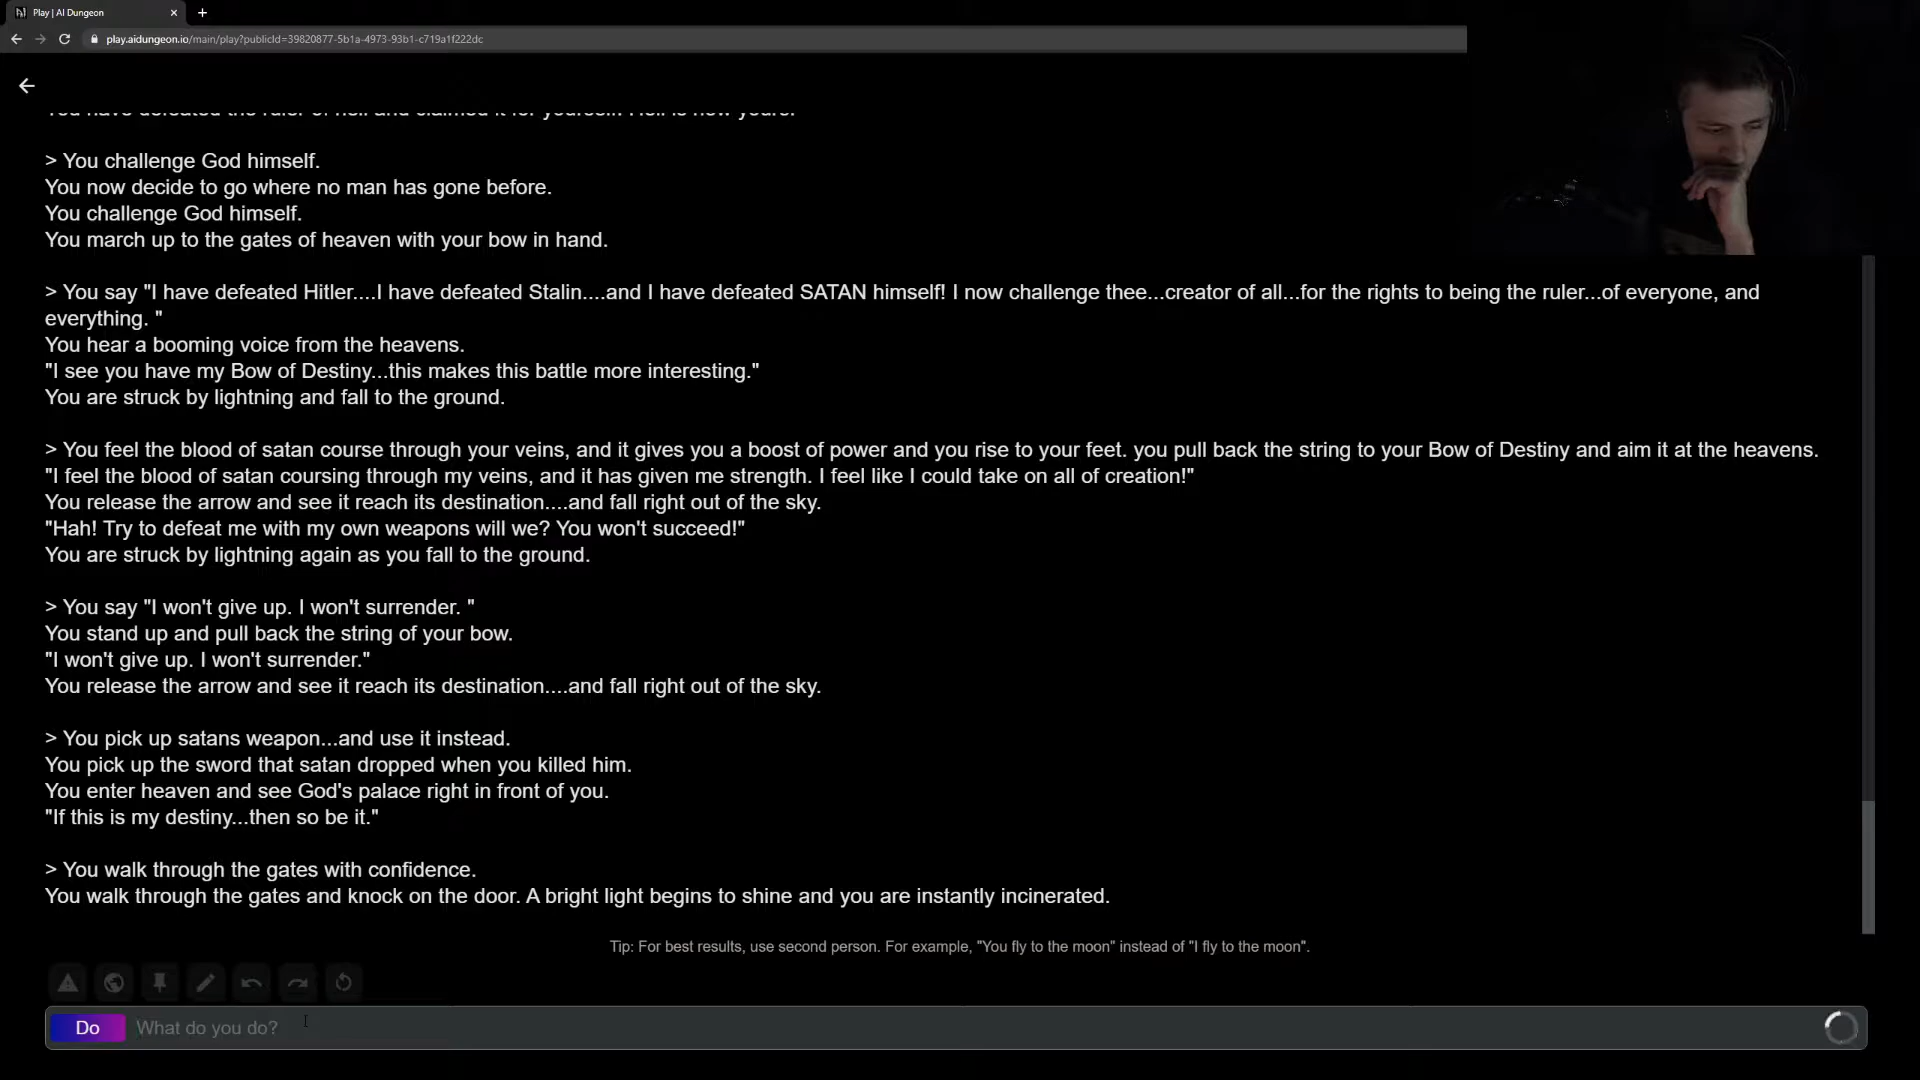 Play | AI Dungeon
play.aidungeon.io/main/play?publicId=39820877-5b1a-4973-93b1-c719a1f222dc
You have defeated the ruler of hell and claimed it for yourself. Hell is now yours.
> You challenge God himself.
You now decide to go where no man has gone before.
You challenge God himself.
You march up to the gates of heaven with your bow in hand.
> You say "I have defeated Hitler....I have defeated Stalin....and I have defeated SATAN himself! I now challenge thee...creator of all...for the rights to being the ruler...of everyone, and
everything. "
You hear a booming voice from the heavens.
"I see you have my Bow of Destiny...this makes this battle more interesting."
You are struck by lightning and fall to the ground.
> You feel the blood of satan course through your veins, and it gives you a boost of power and you rise to your feet. you pull back the string to your Bow of Destiny and aim it at the heavens.
"I feel the blood of satan coursing through my veins, and it has given me strength. I feel like I could take on all of creation!"
You release the arrow and see it reach its destination....and fall right out of the sky.
"Hah! Try to defeat me with my own weapons will we? You won't succeed!"
You are struck by lightning again as you fall to the ground.
> You say "I won't give up. I won't surrender. "
You stand up and pull back the string of your bow.
"I won't give up. I won't surrender."
You release the arrow and see it reach its destination....and fall right out of the sky.
> You pick up satans weapon...and use it instead.
You pick up the sword that satan dropped when you killed him.
You enter heaven and see God's palace right in front of you.
"If this is my destiny...then so be it."
> You walk through the gates with confidence.
You walk through the gates and knock on the door. A bright light begins to shine and you are instantly incinerated.
Tip: For best results, use second person. For example, "You fly to the moon" instead of "I fly to the moon".
Do What do you do?